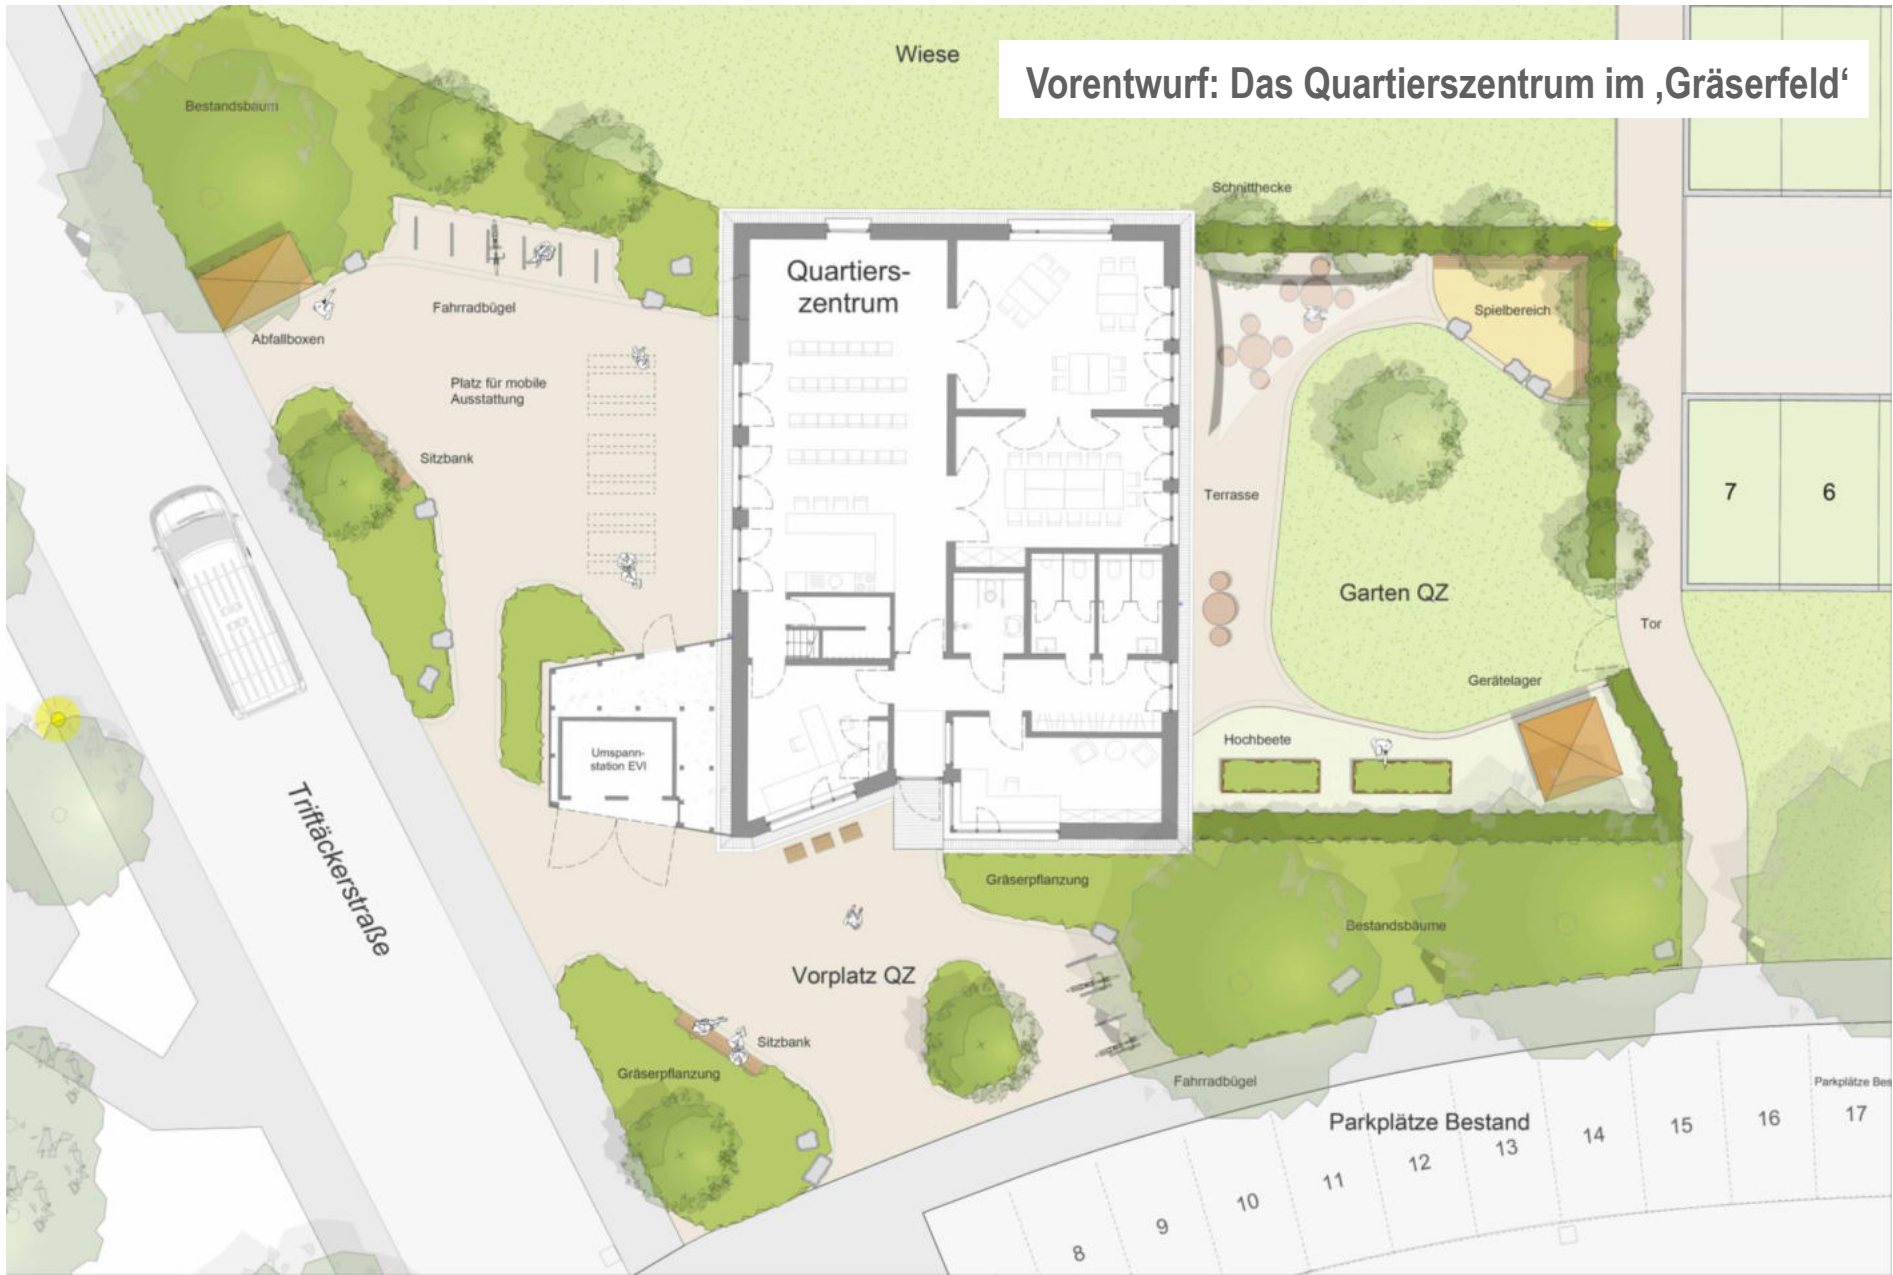 Wiese
Vorentwurf: Das Quartierszentrum im ‚Gräserfeld‘
Bestandsbaum
Schnitthecke
Quartiers-
zentrum
Fahrradbügel
Spielbereich
Abfallboxen
Platz für mobile
Ausstattung
Sitzbank
Terrasse
7
6
Garten QZ
Tor
Gerätelager
Hochbeete
Umspann-
station EVI
Triftäckerstraße
Gräserpflanzung
Bestandsbäume
Vorplatz QZ
Sitzbank
Gräserpflanzung
Fahrradbügel
Parkplätze Bes
Parkplätze Bestand
8
9
10
11
12
13
14
15
16
17